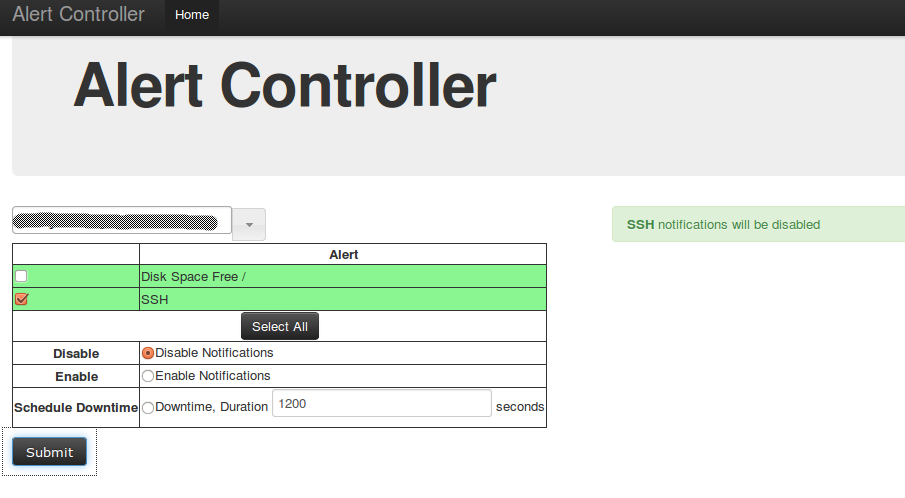 Alert Controller Home
Alert Controller
SSH notifications will be disabled
Alert
Disk Space Free /
SSH
Select All
Disable Disable Notifications
Enable Enable Notifications
Schedule Downtime Downtime, Duration 1200 seconds
Submit